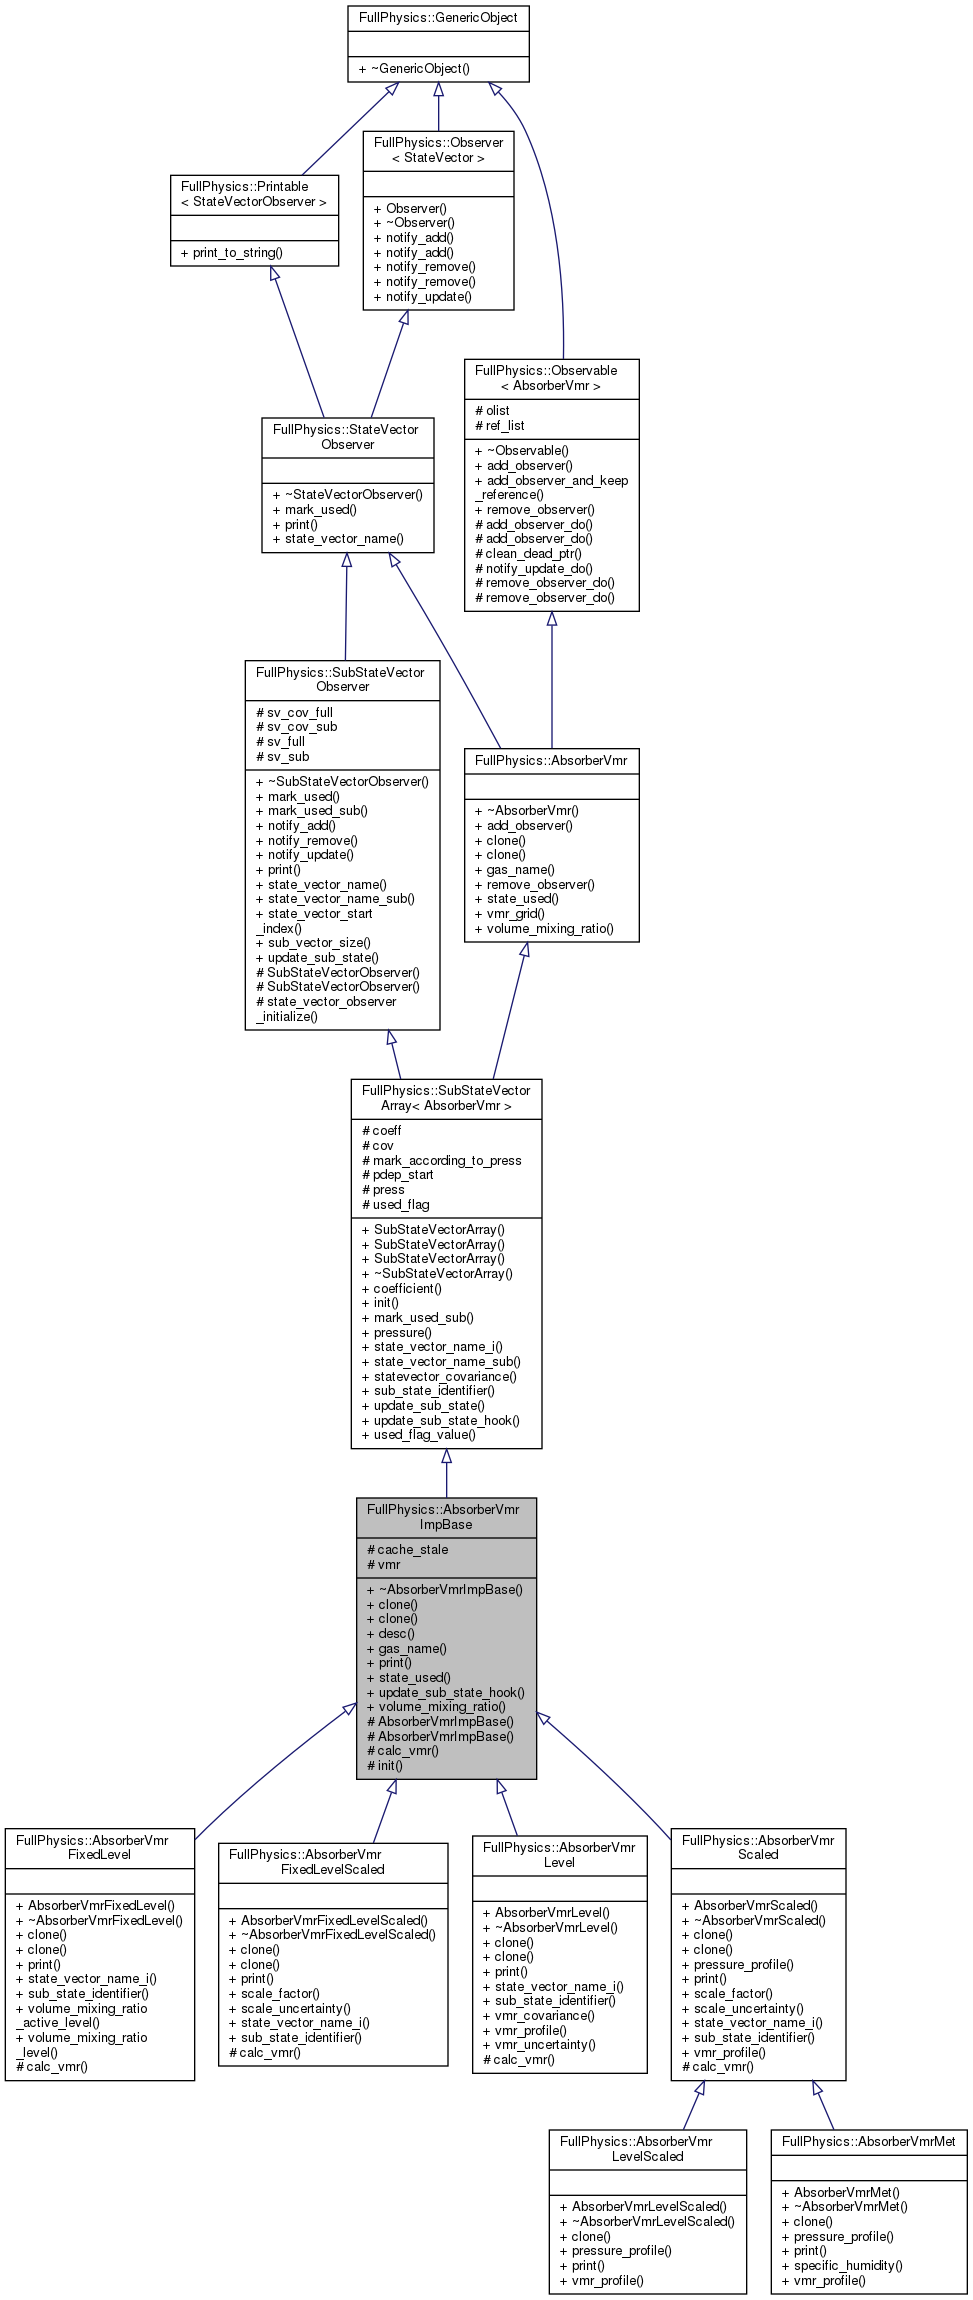 FullPhysics::GenericObject
+ ~GenericObject()
FullPhysics::Observer
< StateVector >
+ Observer()
+ ~Observer()
+ notify_add()
+ notify_add()
+ notify_remove()
+ notify_remove()
+ notify_update()
FullPhysics::Printable
< StateVectorObserver >
+ print_to_string()
FullPhysics::Observable
< AbsorberVmr >
# olist
# ref_list
+ ~Observable()
+ add_observer()
+ add_observer_and_keep
_reference()
+ remove_observer()
# add_observer_do()
# add_observer_do()
# clean_dead_ptr()
# notify_update_do()
# remove_observer_do()
# remove_observer_do()
FullPhysics::StateVector
Observer
+ ~StateVectorObserver()
+ mark_used()
+ print()
+ state_vector_name()
FullPhysics::SubStateVector
Observer
# sv_cov_full
# sv_cov_sub
# sv_full
# sv_sub
+ ~SubStateVectorObserver()
+ mark_used()
+ mark_used_sub()
+ notify_add()
+ notify_remove()
+ notify_update()
+ print()
+ state_vector_name()
+ state_vector_name_sub()
+ state_vector_start
_index()
+ sub_vector_size()
+ update_sub_state()
# SubStateVectorObserver()
# SubStateVectorObserver()
# state_vector_observer
_initialize()
FullPhysics::AbsorberVmr
+ ~AbsorberVmr()
+ add_observer()
+ clone()
+ clone()
+ gas_name()
+ remove_observer()
+ state_used()
+ vmr_grid()
+ volume_mixing_ratio()
FullPhysics::SubStateVector
Array< AbsorberVmr >
# coeff
# cov
# mark_according_to_press
# pdep_start
# press
# used_flag
+ SubStateVectorArray()
+ SubStateVectorArray()
+ SubStateVectorArray()
+ ~SubStateVectorArray()
+ coefficient()
+ init()
+ mark_used_sub()
+ pressure()
+ state_vector_name_i()
+ state_vector_name_sub()
+ statevector_covariance()
+ sub_state_identifier()
+ update_sub_state()
+ update_sub_state_hook()
+ used_flag_value()
FullPhysics::AbsorberVmr
ImpBase
# cache_stale
# vmr
+ ~AbsorberVmrImpBase()
+ clone()
+ clone()
+ desc()
+ gas_name()
+ print()
+ state_used()
+ update_sub_state_hook()
+ volume_mixing_ratio()
# AbsorberVmrImpBase()
# AbsorberVmrImpBase()
# calc_vmr()
# init()
FullPhysics::AbsorberVmr
FixedLevel
+ AbsorberVmrFixedLevel()
+ ~AbsorberVmrFixedLevel()
+ clone()
+ clone()
+ print()
+ state_vector_name_i()
+ sub_state_identifier()
+ volume_mixing_ratio
_active_level()
+ volume_mixing_ratio
_level()
# calc_vmr()
FullPhysics::AbsorberVmr
FixedLevelScaled
+ AbsorberVmrFixedLevelScaled()
+ ~AbsorberVmrFixedLevelScaled()
+ clone()
+ clone()
+ print()
+ scale_factor()
+ scale_uncertainty()
+ state_vector_name_i()
+ sub_state_identifier()
# calc_vmr()
FullPhysics::AbsorberVmr
Level
+ AbsorberVmrLevel()
+ ~AbsorberVmrLevel()
+ clone()
+ clone()
+ print()
+ state_vector_name_i()
+ sub_state_identifier()
+ vmr_covariance()
+ vmr_profile()
+ vmr_uncertainty()
# calc_vmr()
FullPhysics::AbsorberVmr
Scaled
+ AbsorberVmrScaled()
+ ~AbsorberVmrScaled()
+ clone()
+ clone()
+ pressure_profile()
+ print()
+ scale_factor()
+ scale_uncertainty()
+ state_vector_name_i()
+ sub_state_identifier()
+ vmr_profile()
# calc_vmr()
FullPhysics::AbsorberVmr
LevelScaled
+ AbsorberVmrLevelScaled()
+ ~AbsorberVmrLevelScaled()
+ clone()
+ pressure_profile()
+ print()
+ vmr_profile()
FullPhysics::AbsorberVmrMet
+ AbsorberVmrMet()
+ ~AbsorberVmrMet()
+ clone()
+ pressure_profile()
+ print()
+ specific_humidity()
+ vmr_profile()